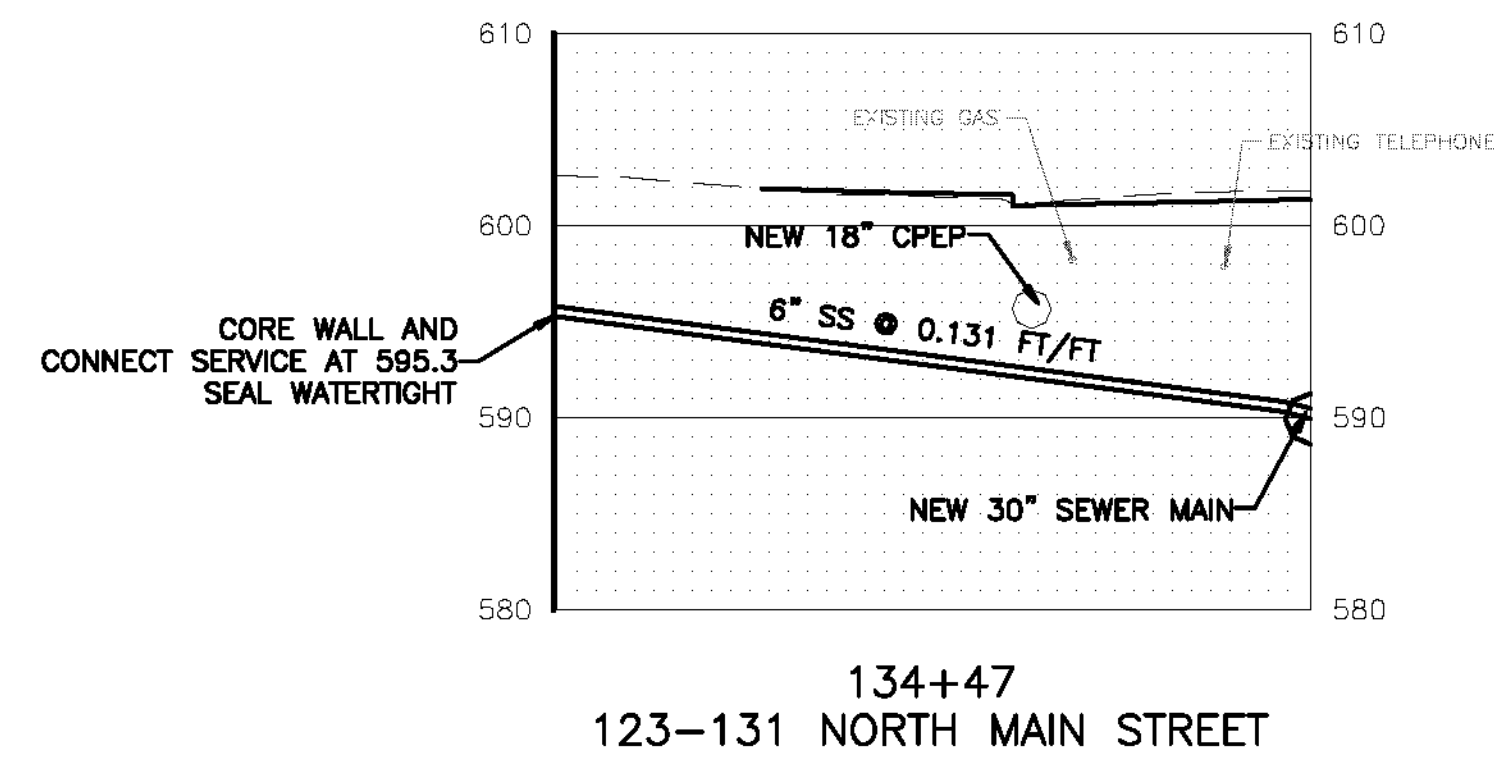 610
610
EXISTING GAS
EXISTING TELEPHONE
600
600
NEW 18" CPEP
6" SS @ 0.131 FT/FT
CORE WALL AND
CONNECT SERVICE AT 595.3
SEAL WATERTIGHT
590
590
NEW 30" SEWER MAIN
580
580
134+47
123-131 NORTH MAIN STREET